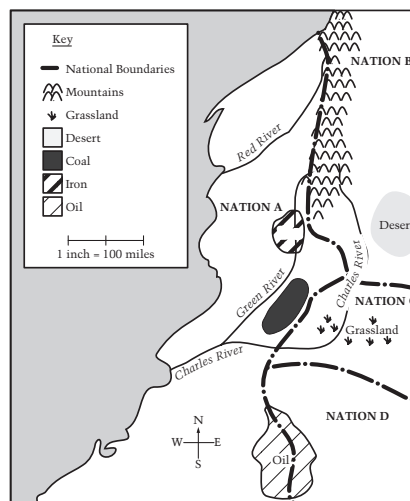 Key
National Boundaries
Mountains
Grassland
Desert
Coal
Iron
Oil
1 inch = 100 miles
NATION B
Red River
NATION A
Desert
Green River
Charles River
NATION
Grassland
Charles River
NATION D
N
W E
S
Oil